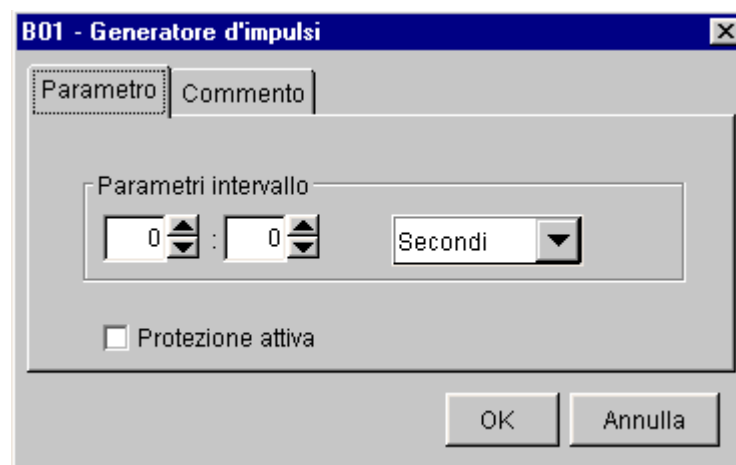 B01 - Generatore d'impulsi
Parametro Commento
Parametri intervallo
0 : 0 Secondi
Protezione attiva
OK Annulla